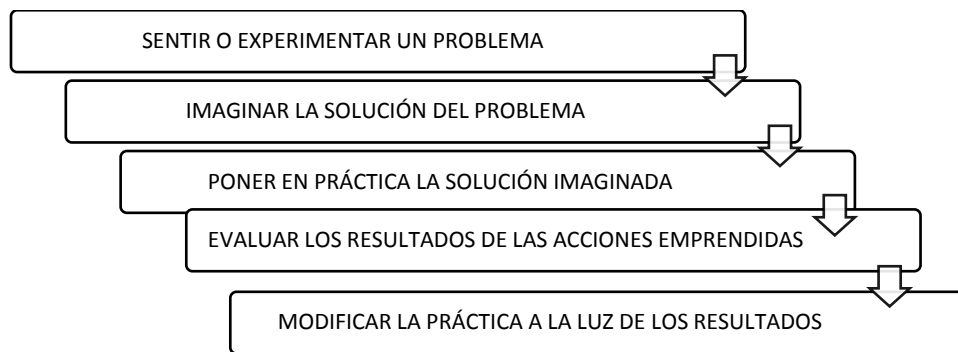 SENTIR O EXPERIMENTAR UN PROBLEMA
IMAGINAR LA SOLUCIÓN DEL PROBLEMA
PONER EN PRÁCTICA LA SOLUCIÓN IMAGINADA
EVALUAR LOS RESULTADOS DE LAS ACCIONES EMPRENDIDAS
MODIFICAR LA PRÁCTICA A LA LUZ DE LOS RESULTADOS